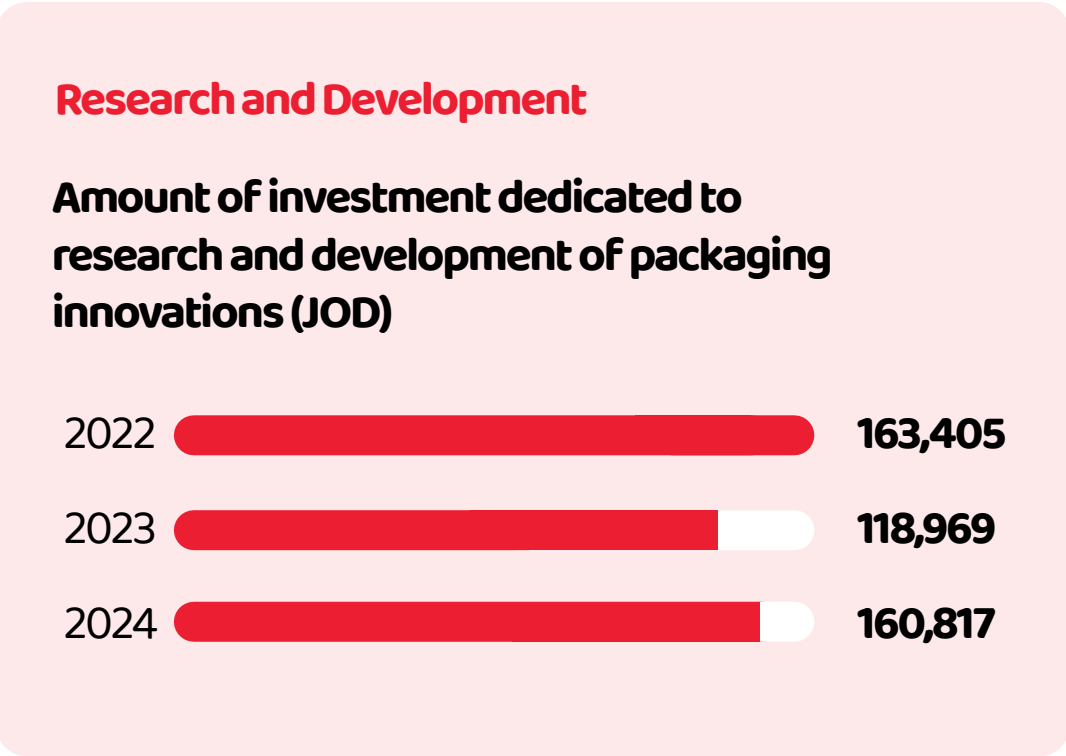 Research and Development
Amount of investment dedicated to
research and development of packaging
innovations (JOD)
2022 163,405
2023 118,969
2024 160,817